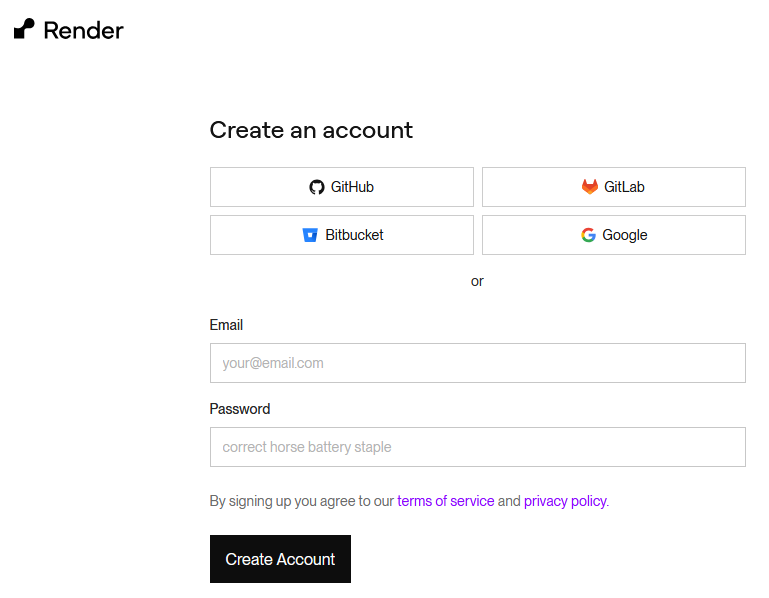 Render
Create an account
GitHub
GitLab
Bitbucket
Google
or
Email
your@email.com
Password
correct horse battery staple
By signing up you agree to our terms of service and privacy policy.
Create Account